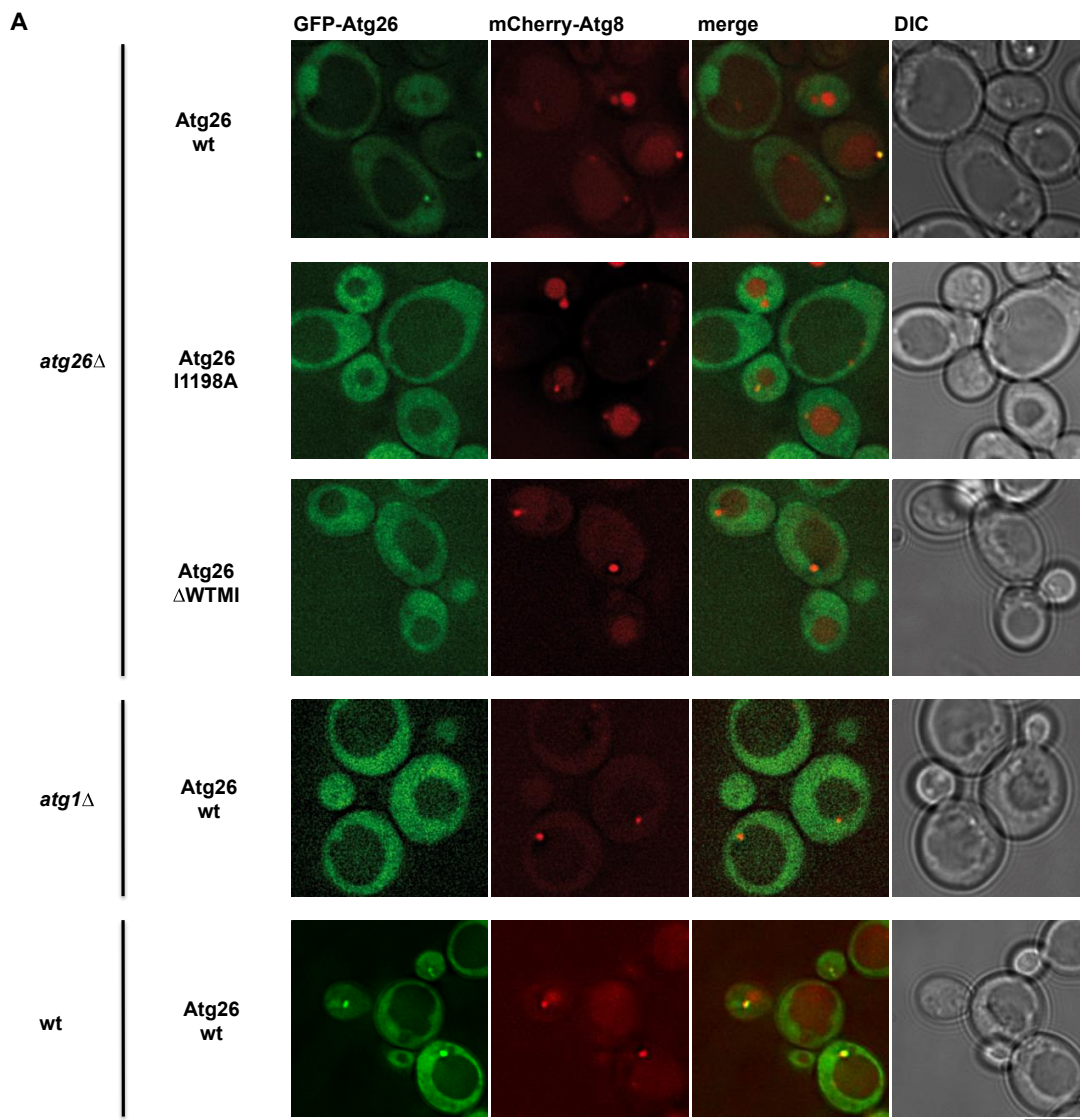 A
GFP-Atg26 mCherry-Atg8 merge DIC
atg26Δ
Atg26
wt
Atg26
I1198A
Atg26
ΔWTMI
atg1Δ
Atg26
wt
wt
Atg26
wt